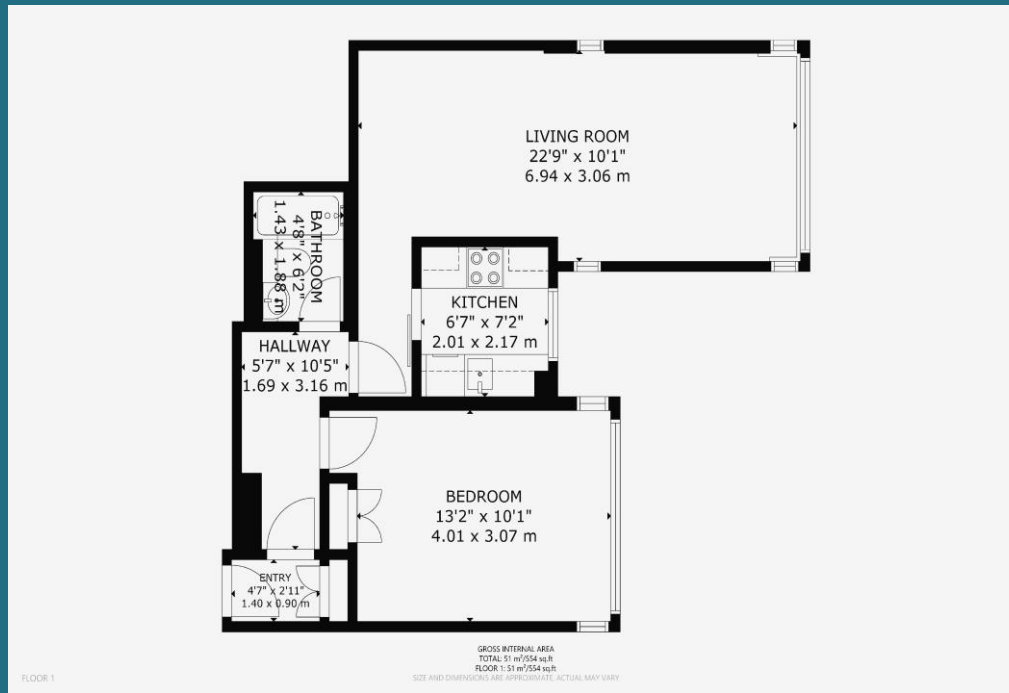 LIVING ROOM
22'9" x 10'1"
6.94 x 3.06 m
BATHROOM
4'8" x 6'2"
1.43 x 1.88 m
KITCHEN
6'7" x 7'2"
2.01 x 2.17 m
HALLWAY
5'7" x 10'5"
1.69 x 3.16 m
BEDROOM
13'2" x 10'1"
4.01 x 3.07 m
ENTRY
4'7" x 2'11"
1.40 x 0.90 m
GROSS INTERNAL AREA
TOTAL: 51 m²/554 sq.ft
FLOOR 1: 51 m²/554 sq.ft
SIZE AND DIMENSIONS ARE APPROXIMATE, ACTUAL MAY VARY
FLOOR 1